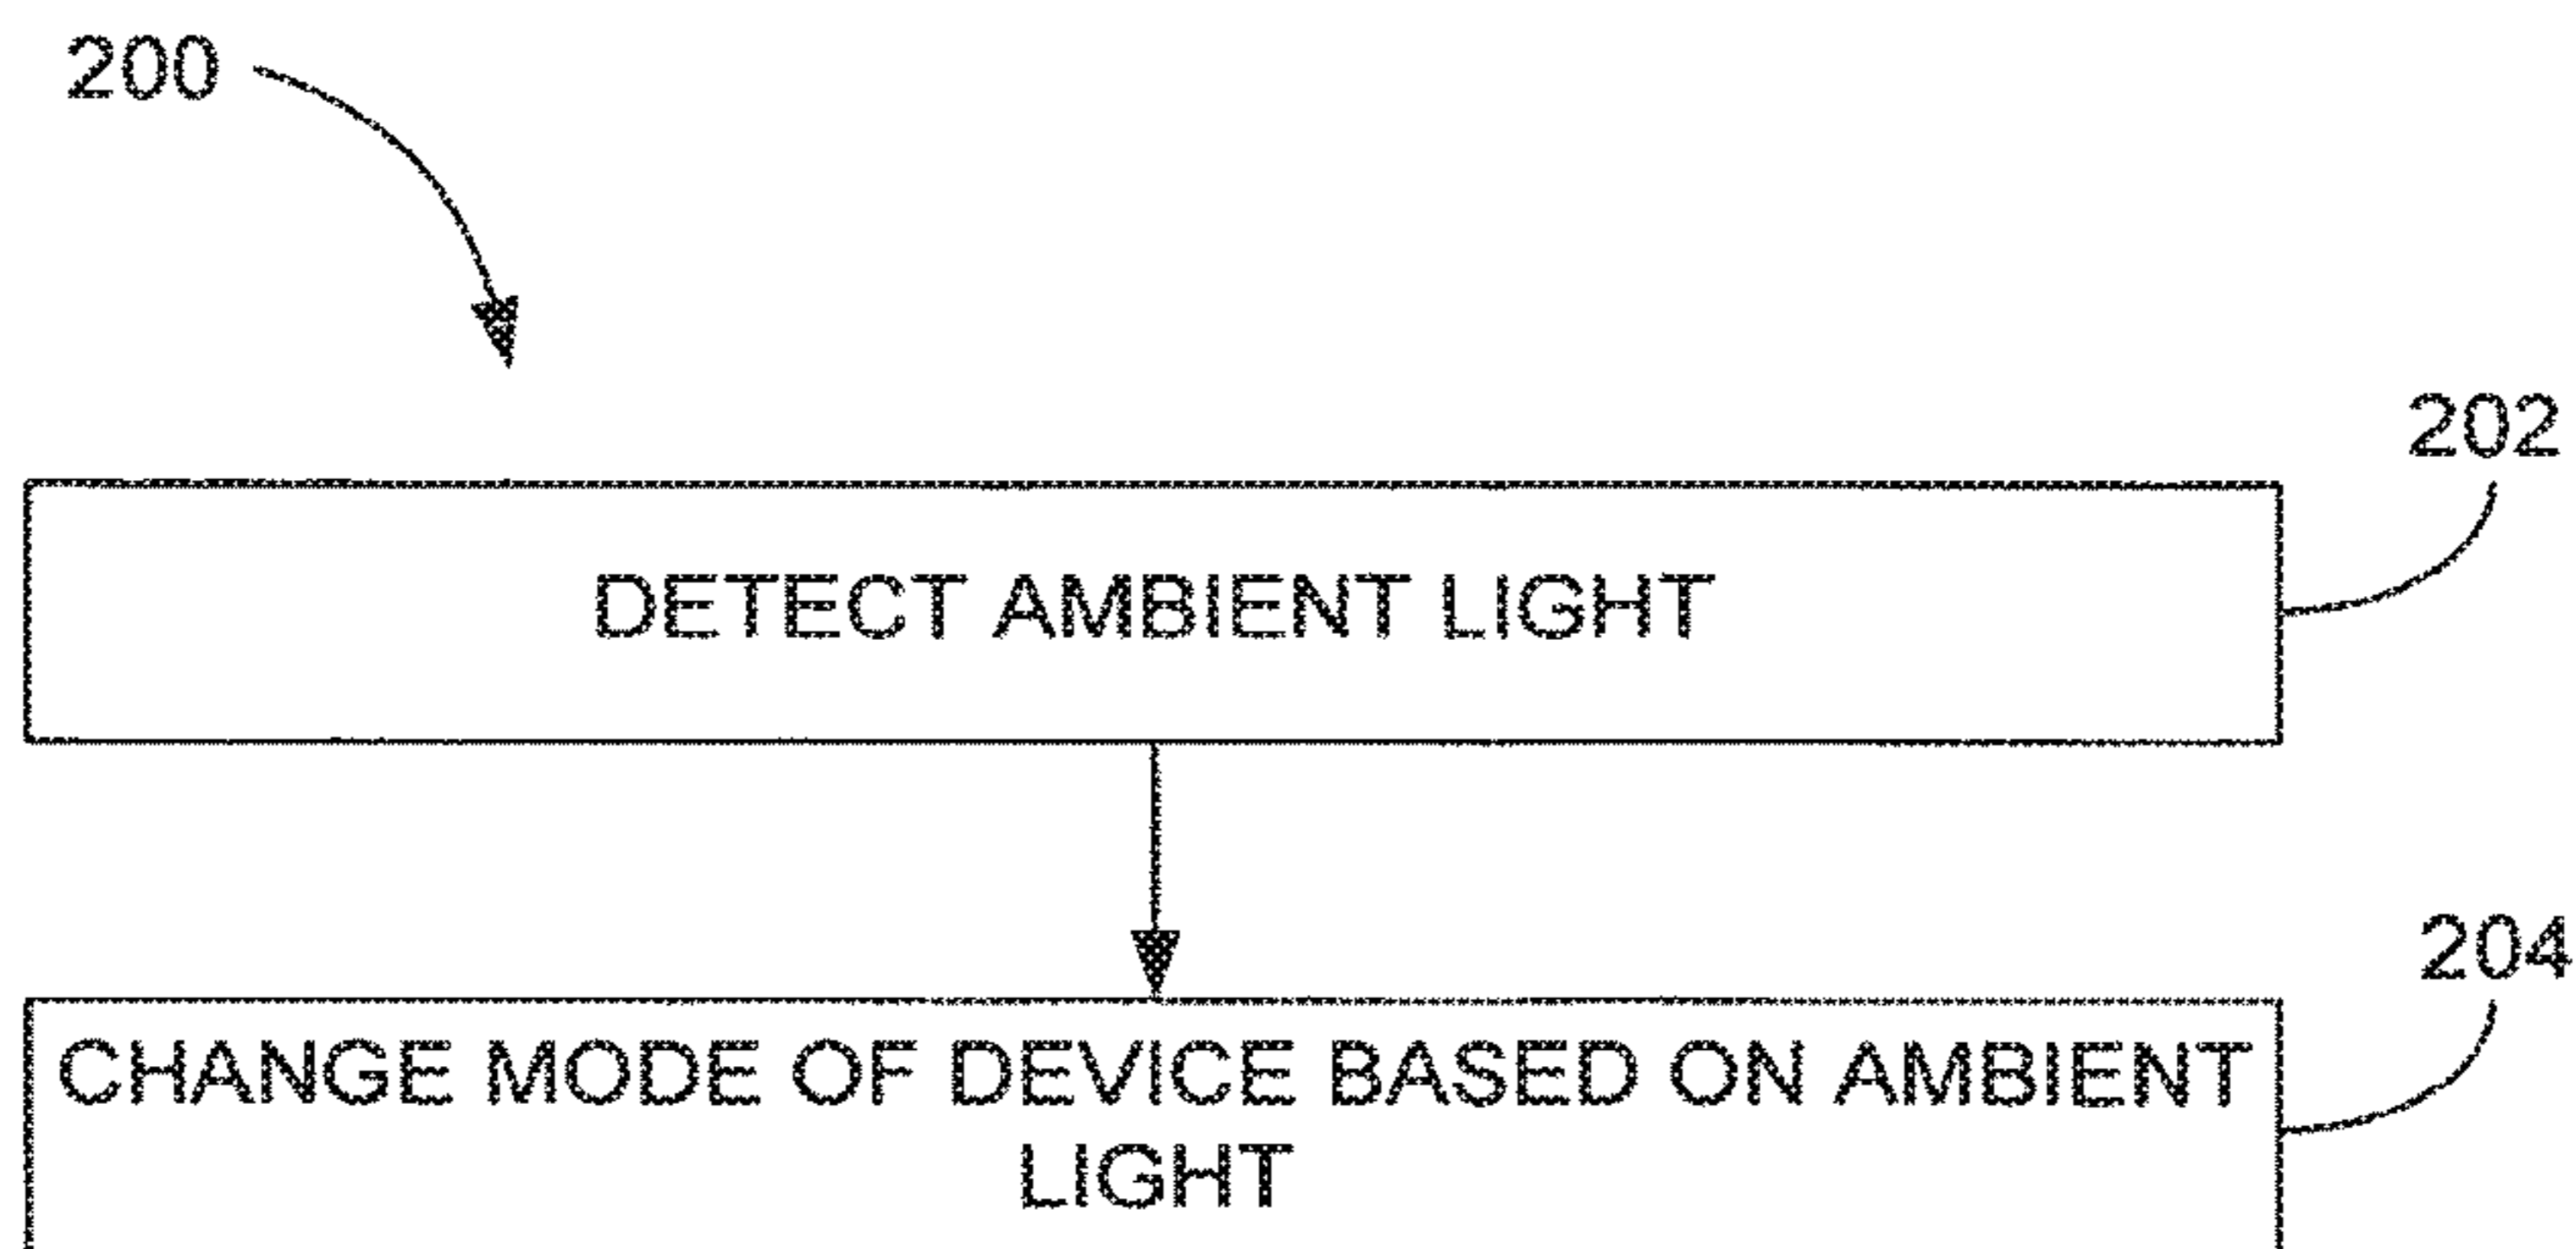 200
202
DETECT AMBIENT LIGHT
204
CHANGE MODE OF DEVICE BASED ON AMBIENT
LIGHT